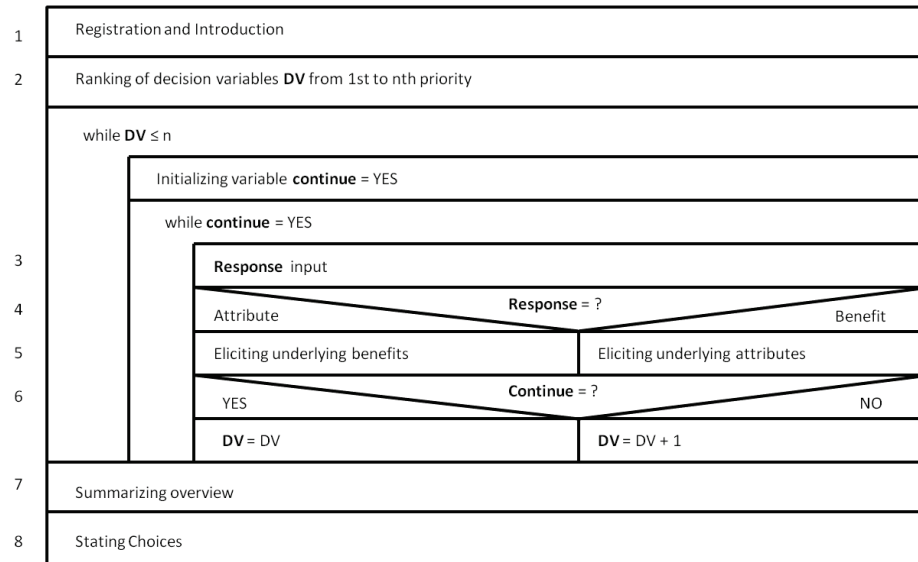 1 Registration and Introduction
2 Ranking of decision variables DV from 1st to nth priority
while DV ≤ n
Initializing variable continue = YES
while continue = YES
3 Response input
4 Response = ?
Attribute Benefit
5 Eliciting underlying benefits Eliciting underlying attributes
6 Continue = ?
YES NO
DV = DV DV = DV + 1
7 Summarizing overview
8 Stating Choices